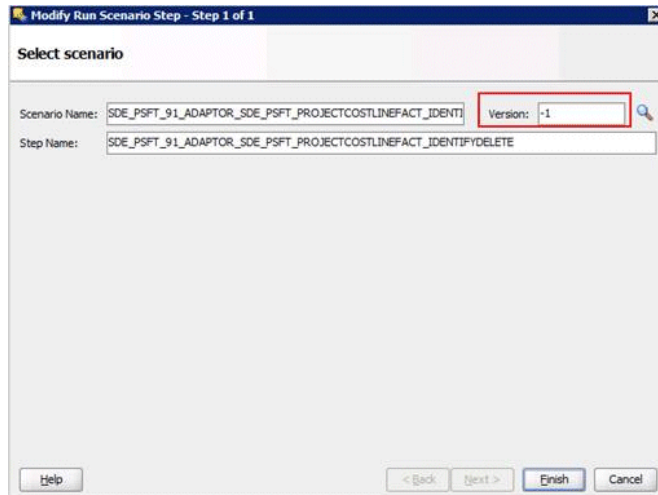 Modify Run Scenario Step - Step 1 of 1
Select scenario
Scenario Name: SDE_PSFT_91_ADAPTOR_SDE_PSFT_PROJECTCOSTLINEFACT_IDENTI Version: -1
Step Name: SDE_PSFT_91_ADAPTOR_SDE_PSFT_PROJECTCOSTLINEFACT_IDENTIFYDELETE
Help < Back Next > Finish Cancel